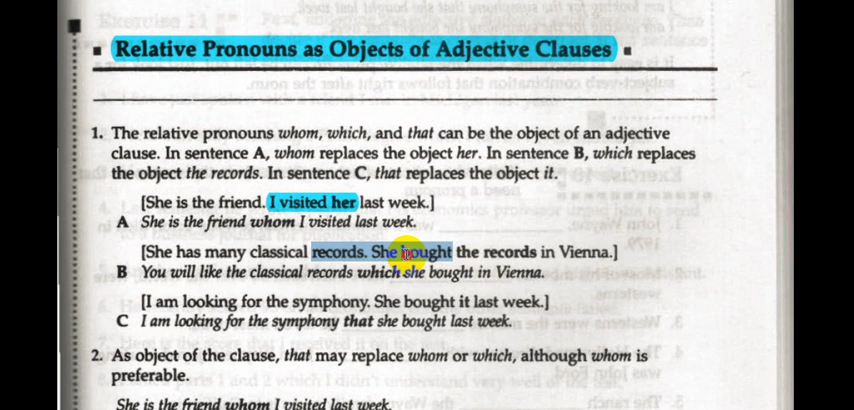 Relative Pronouns as Objects of Adjective Clauses
1. The relative pronouns whom, which, and that can be the object of an adjective
clause. In sentence A, whom replaces the object her. In sentence B, which replaces
the object the records. In sentence C, that replaces the object it.
[She is the friend. I visited her last week.]
A She is the friend whom I visited last week.
[She has many classical records. She bought the records in Vienna.]
B You will like the classical records which she bought in Vienna.
[I am looking for the symphony. She bought it last week.]
C I am looking for the symphony that she bought last week.
2. As object of the clause, that may replace whom or which, although whom is
preferable.
She is the friend whom I visited last week.